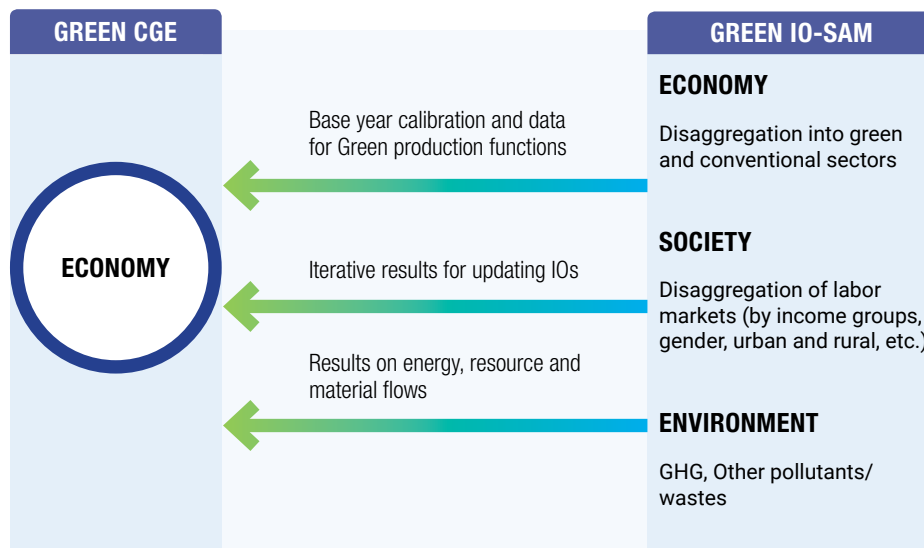 GREEN CGE
ECONOMY
Base year calibration and data
for Green production functions
Iterative results for updating IOs
Results on energy, resource and
material flows
GREEN IO-SAM
ECONOMY
Disaggregation into green
and conventional sectors
SOCIETY
Disaggregation of labor
markets (by income groups,
gender, urban and rural, etc.)
ENVIRONMENT
GHG, Other pollutants/
wastes